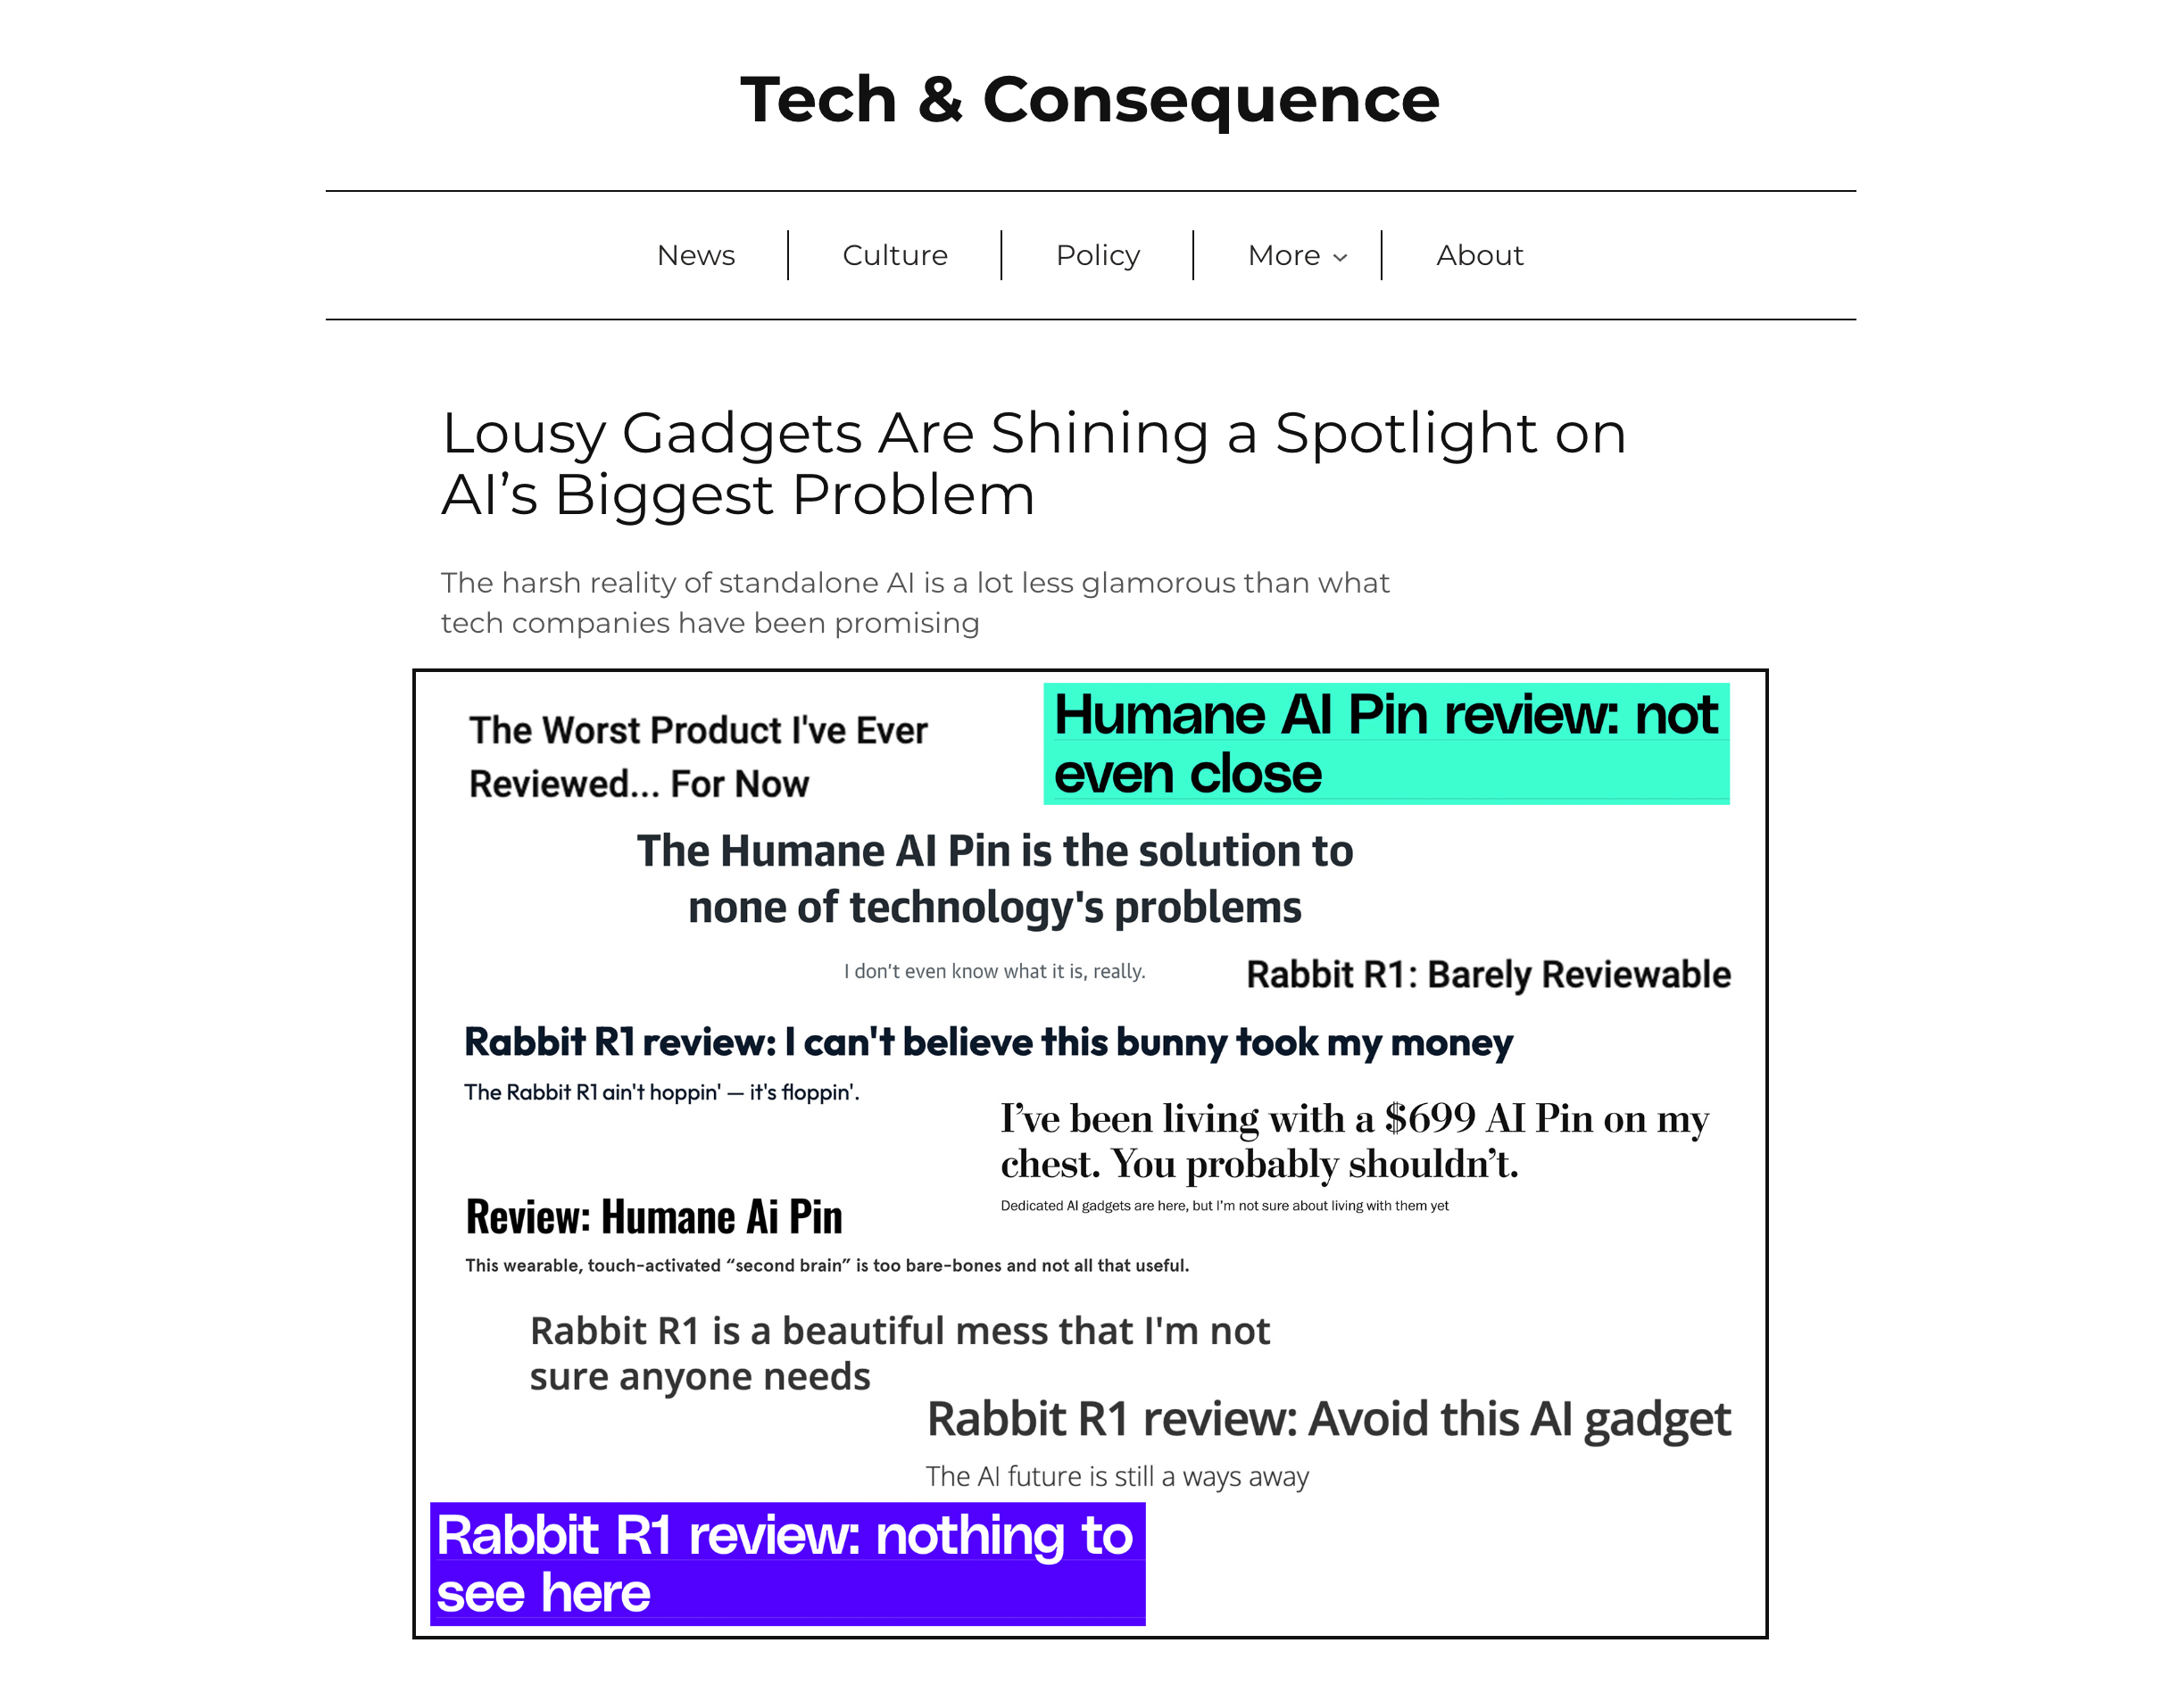 Tech & Consequence
News
Culture
Policy
More
About
Lousy Gadgets Are Shining a Spotlight on
AI’s Biggest Problem
The harsh reality of standalone AI is a lot less glamorous than what
tech companies have been promising
The Worst Product I've Ever
Reviewed... For Now
Humane AI Pin review: not
even close
The Humane AI Pin is the solution to
none of technology's problems
I don't even know what it is, really.
Rabbit R1: Barely Reviewable
Rabbit R1 review: I can't believe this bunny took my money
The Rabbit R1 ain't hoppin' — it's floppin'.
I’ve been living with a $699 AI Pin on my
chest. You probably shouldn’t.
Dedicated AI gadgets are here, but I’m not sure about living with them yet
Review: Humane Ai Pin
This wearable, touch-activated “second brain” is too bare-bones and not all that useful.
Rabbit R1 is a beautiful mess that I'm not
sure anyone needs
Rabbit R1 review: Avoid this AI gadget
The AI future is still a ways away
Rabbit R1 review: nothing to
see here